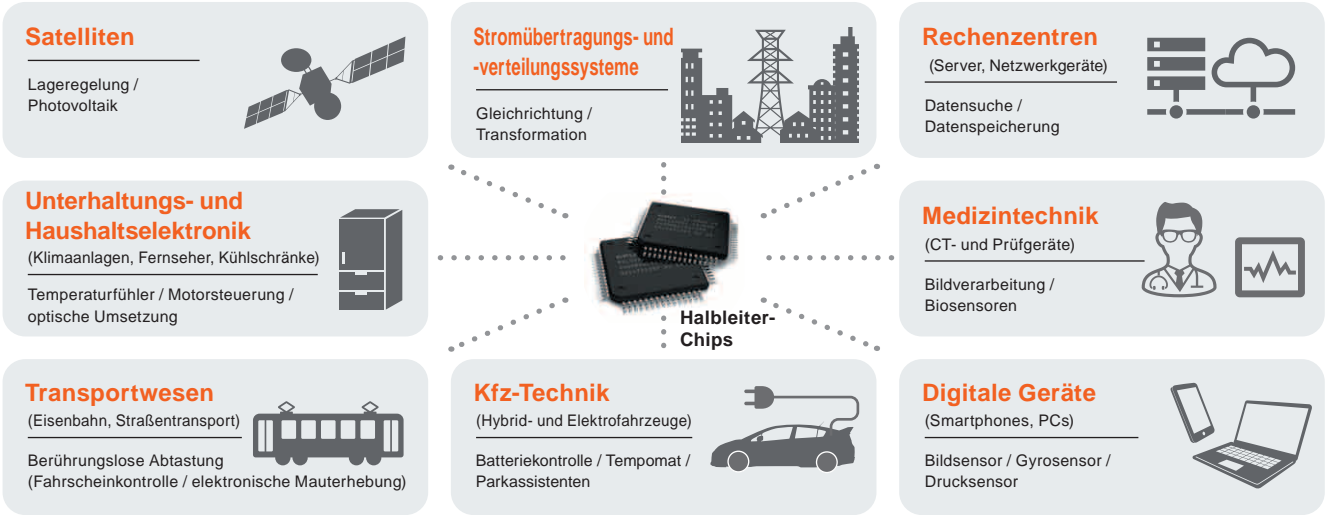 Satelliten
Lageregelung /
Photovoltaik
Stromübertragungs- und
-verteilungssysteme
Gleichrichtung /
Transformation
Rechenzentren
(Server, Netzwerkgeräte)
Datensuche /
Datenspeicherung
Unterhaltungs- und
Haushaltselektronik
(Klimaanlagen, Fernseher, Kühlschränke)
Temperaturfühler / Motorsteuerung /
optische Umsetzung
Halbleiter-
Chips
Medizintechnik
(CT- und Prüfgeräte)
Bildverarbeitung /
Biosensoren
Transportwesen
(Eisenbahn, Straßentransport)
Berührungslose Abtastung
(Fahrscheinkontrolle / elektronische Mauterhebung)
Kfz-Technik
(Hybrid- und Elektrofahrzeuge)
Batteriekontrolle / Tempomat /
Parkassistenten
Digitale Geräte
(Smartphones, PCs)
Bildsensor / Gyrosensor /
Drucksensor